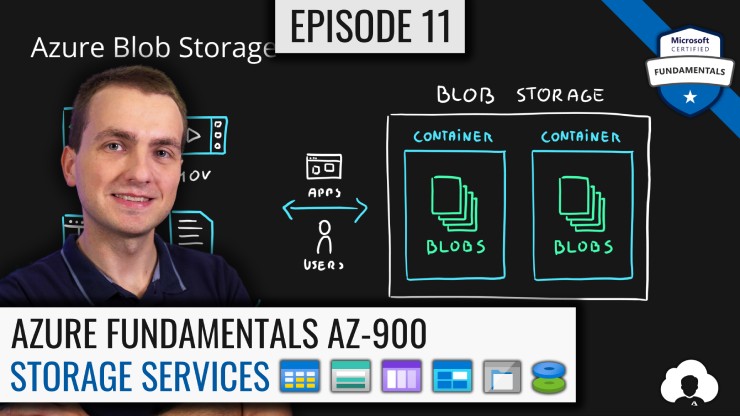 EPISODE 11
Azure Blob Storage
Microsoft
CERTIFIED
FUNDAMENTALS
BLOB STORAGE
CONTAINER
CONTAINER
APPS
USERS
BLOBS
BLOBS
AZURE FUNDAMENTALS AZ-900
STORAGE SERVICES